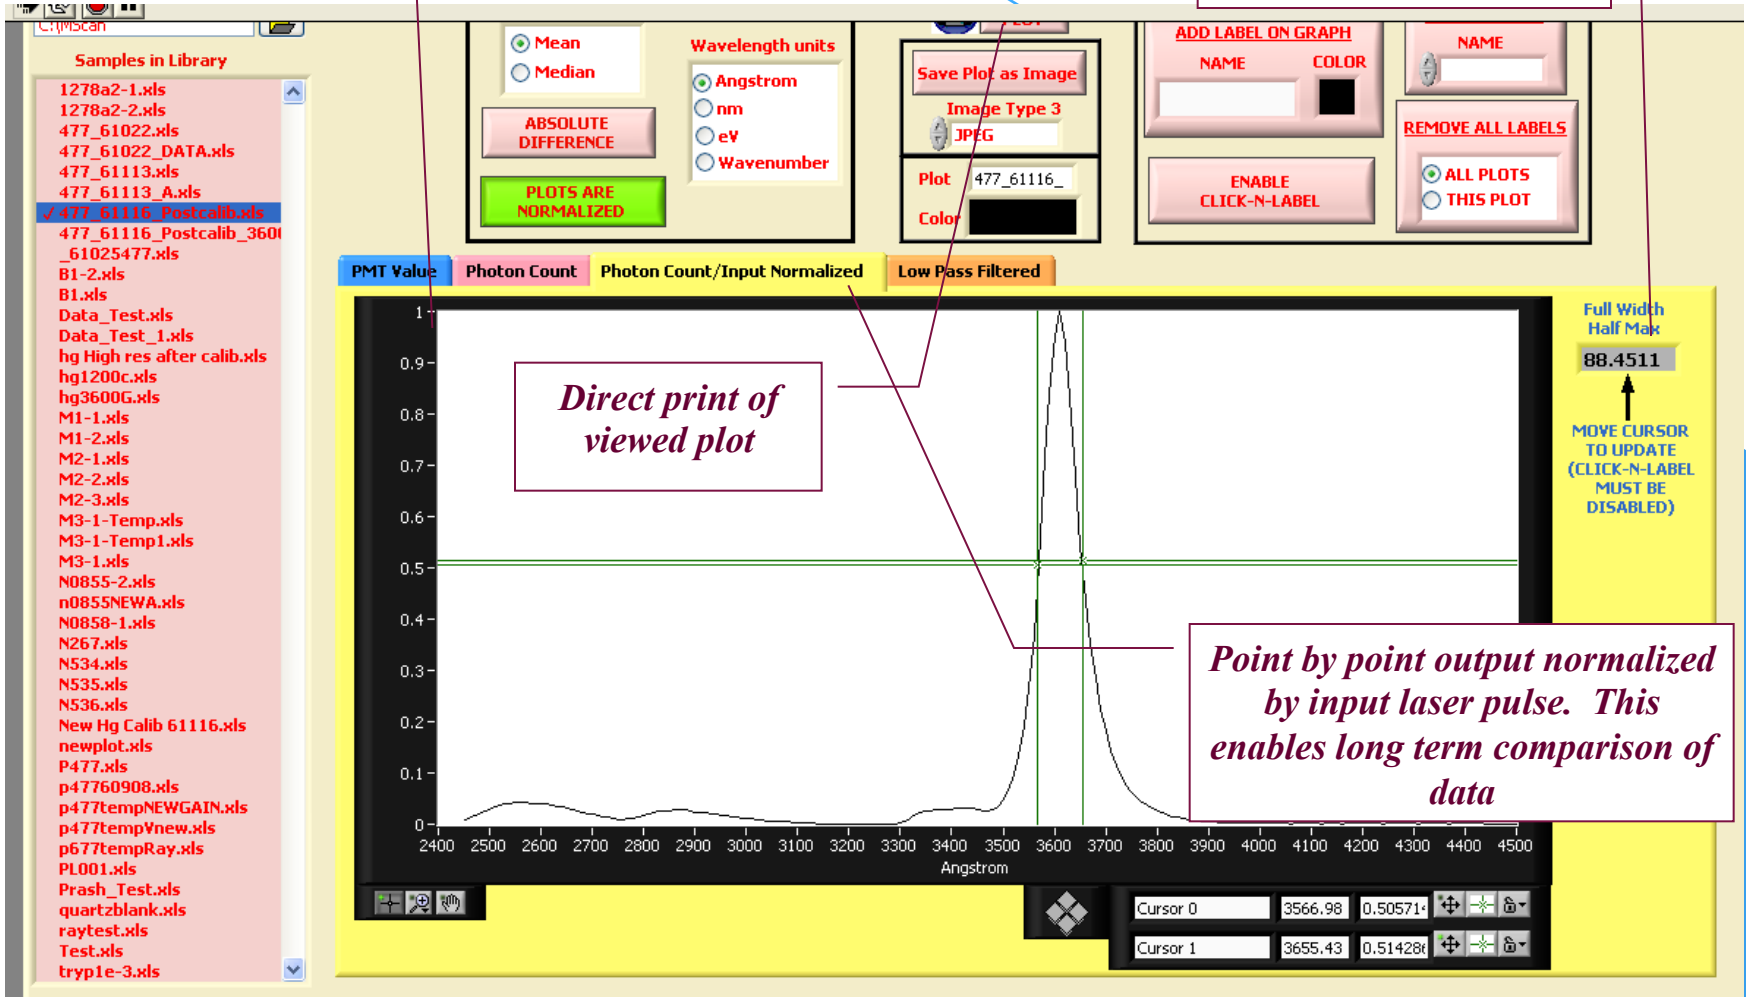 C:\MScan
Samples in Library
1278a2-1.xls
1278a2-2.xls
477_61022.xls
477_61022_DATA.xls
477_61113.xls
477_61113_A.xls
477_61116_Postcalib.xls
477_61116_Postcalib_360
_61025477.xls
B1-2.xls
B1.xls
Data_Test.xls
Data_Test_1.xls
hg High res after calib.xls
hg1200c.xls
hg3600G.xls
M1-1.xls
M1-2.xls
M2-1.xls
M2-2.xls
M2-3.xls
M3-1-Temp.xls
M3-1-Temp1.xls
M3-1.xls
N0855-2.xls
n0855NEWA.xls
N0858-1.xls
N267.xls
N534.xls
N535.xls
N536.xls
New Hg Calib 61116.xls
newplot.xls
P477.xls
p47760908.xls
p477tempNEWGAIN.xls
p477tempVnew.xls
p677tempRay.xls
PL001.xls
Prash_Test.xls
quartzblank.xls
raytest.xls
Test.xls
tryp1e-3.xls
Mean
Median
ABSOLUTE
DIFFERENCE
PLOTS ARE
NORMALIZED
Wavelength units
Angstrom
nm
eV
Wavenumber
PLOT
Save Plot as Image
Image Type 3
JPEG
Plot 477_61116_
Color
ADD LABEL ON GRAPH
NAME COLOR
ENABLE
CLICK-N-LABEL
NAME
REMOVE ALL LABELS
ALL PLOTS
THIS PLOT
PMT Value Photon Count Photon Count/Input Normalized Low Pass Filtered
1
0.9
0.8
0.7
0.6
0.5
0.4
0.3
0.2
0.1
0
2400 2500 2600 2700 2800 2900 3000 3100 3200 3300 3400 3500 3600 3700 3800 3900 4000 4100 4200 4300 4400 4500
Angstrom
Direct print of
viewed plot
Point by point output normalized
by input laser pulse. This
enables long term comparison of
data
Full Width
Half Max
88.4511
MOVE CURSOR
TO UPDATE
(CLICK-N-LABEL
MUST BE
DISABLED)
Cursor 0 3566.98 0.50571
Cursor 1 3655.43 0.51428